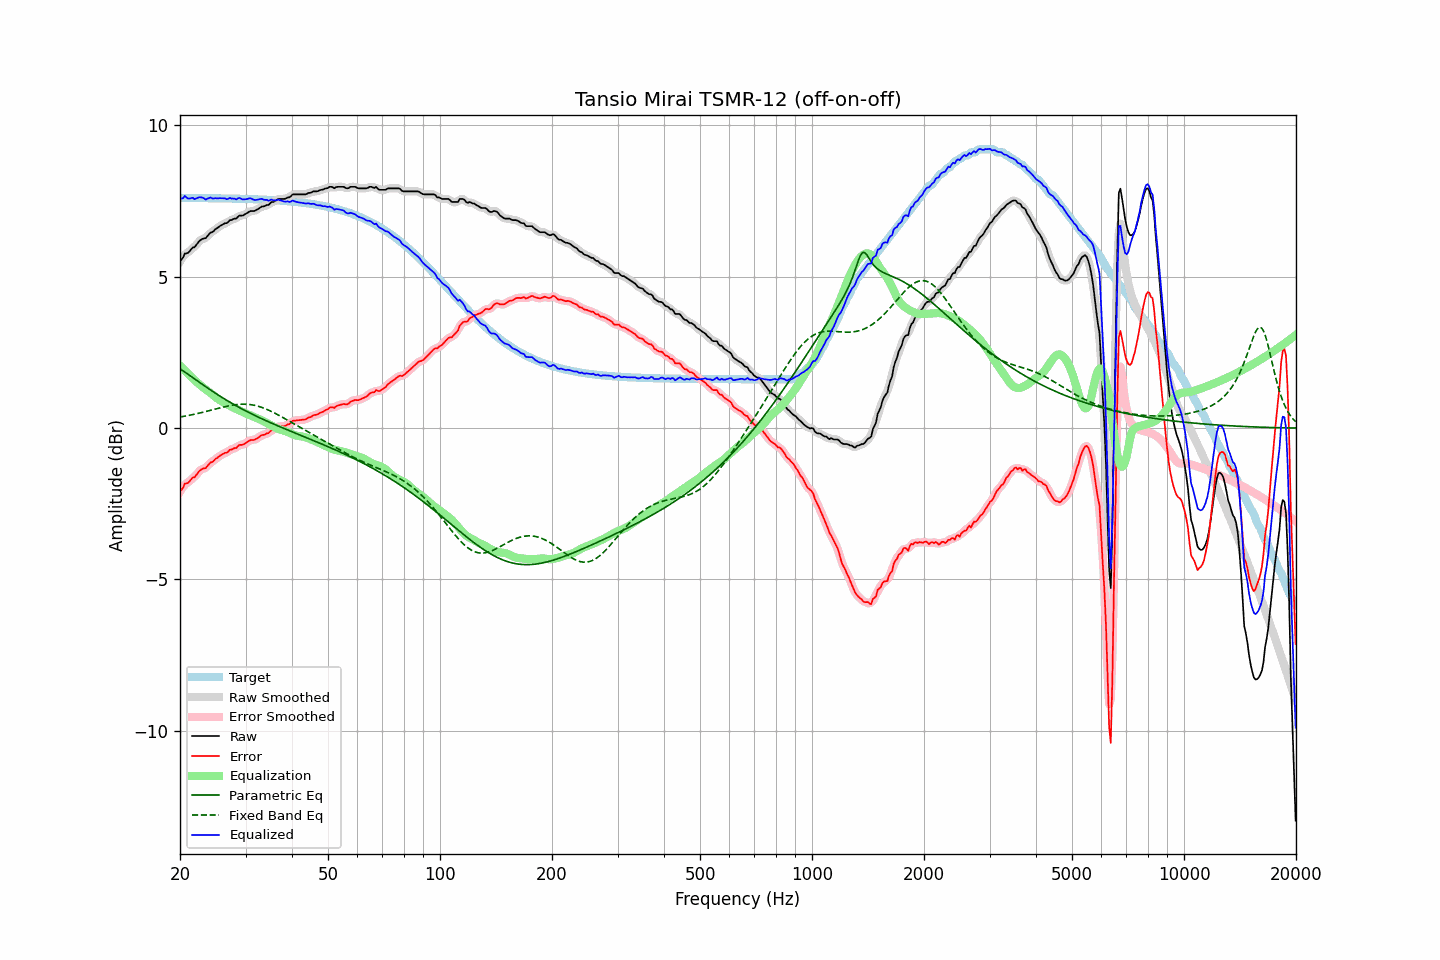 Tansio Mirai TSMR-12 (off-on-off)
10
5
0
−5
−10
Amplitude (dBr)
Target
Raw Smoothed
Error Smoothed
Raw
Error
Equalization
Parametric Eq
Fixed Band Eq
Equalized
20 50 100 200 500 1000 2000 5000 10000 20000
Frequency (Hz)